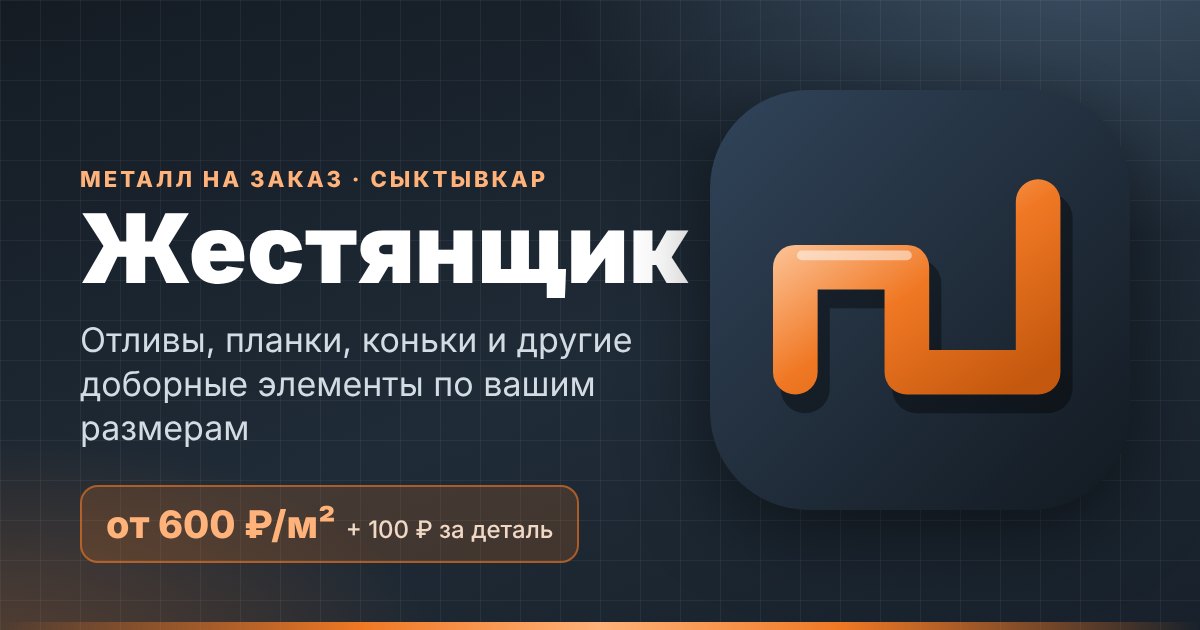 МЕТАЛЛ НА ЗАКАЗ · СЫКТЫВКАР
Жестянщик
Отливы, планки, коньки и другие
доборные элементы по вашим
размерам
от 600 ₽/м² + 100 ₽ за деталь